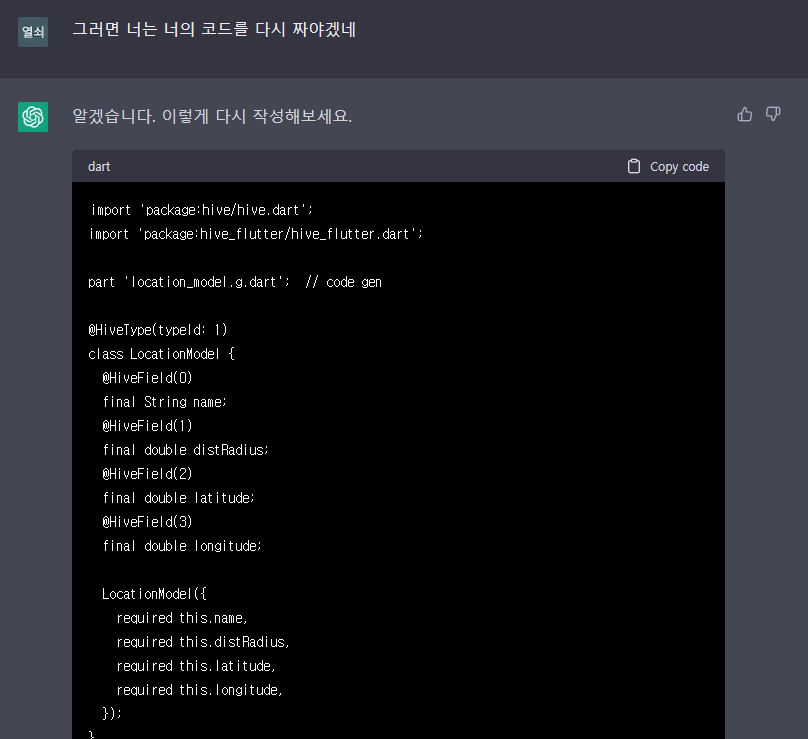 열쇠
그러면 너는 너의 코드를 다시 짜야겠네
알겠습니다. 이렇게 다시 작성해보세요.
dart
Copy code
import 'package:hive/hive.dart';
import 'package:hive_flutter/hive_flutter.dart';
part 'location_model.g.dart';  // code gen
@HiveType(typeId: 1)
class LocationModel {
@HiveField(0)
final String name;
@HiveField(1)
final double distRadius;
@HiveField(2)
final double latitude;
@HiveField(3)
final double longitude;
LocationModel({
required this.name,
required this.distRadius,
required this.latitude,
required this.longitude,
});
}